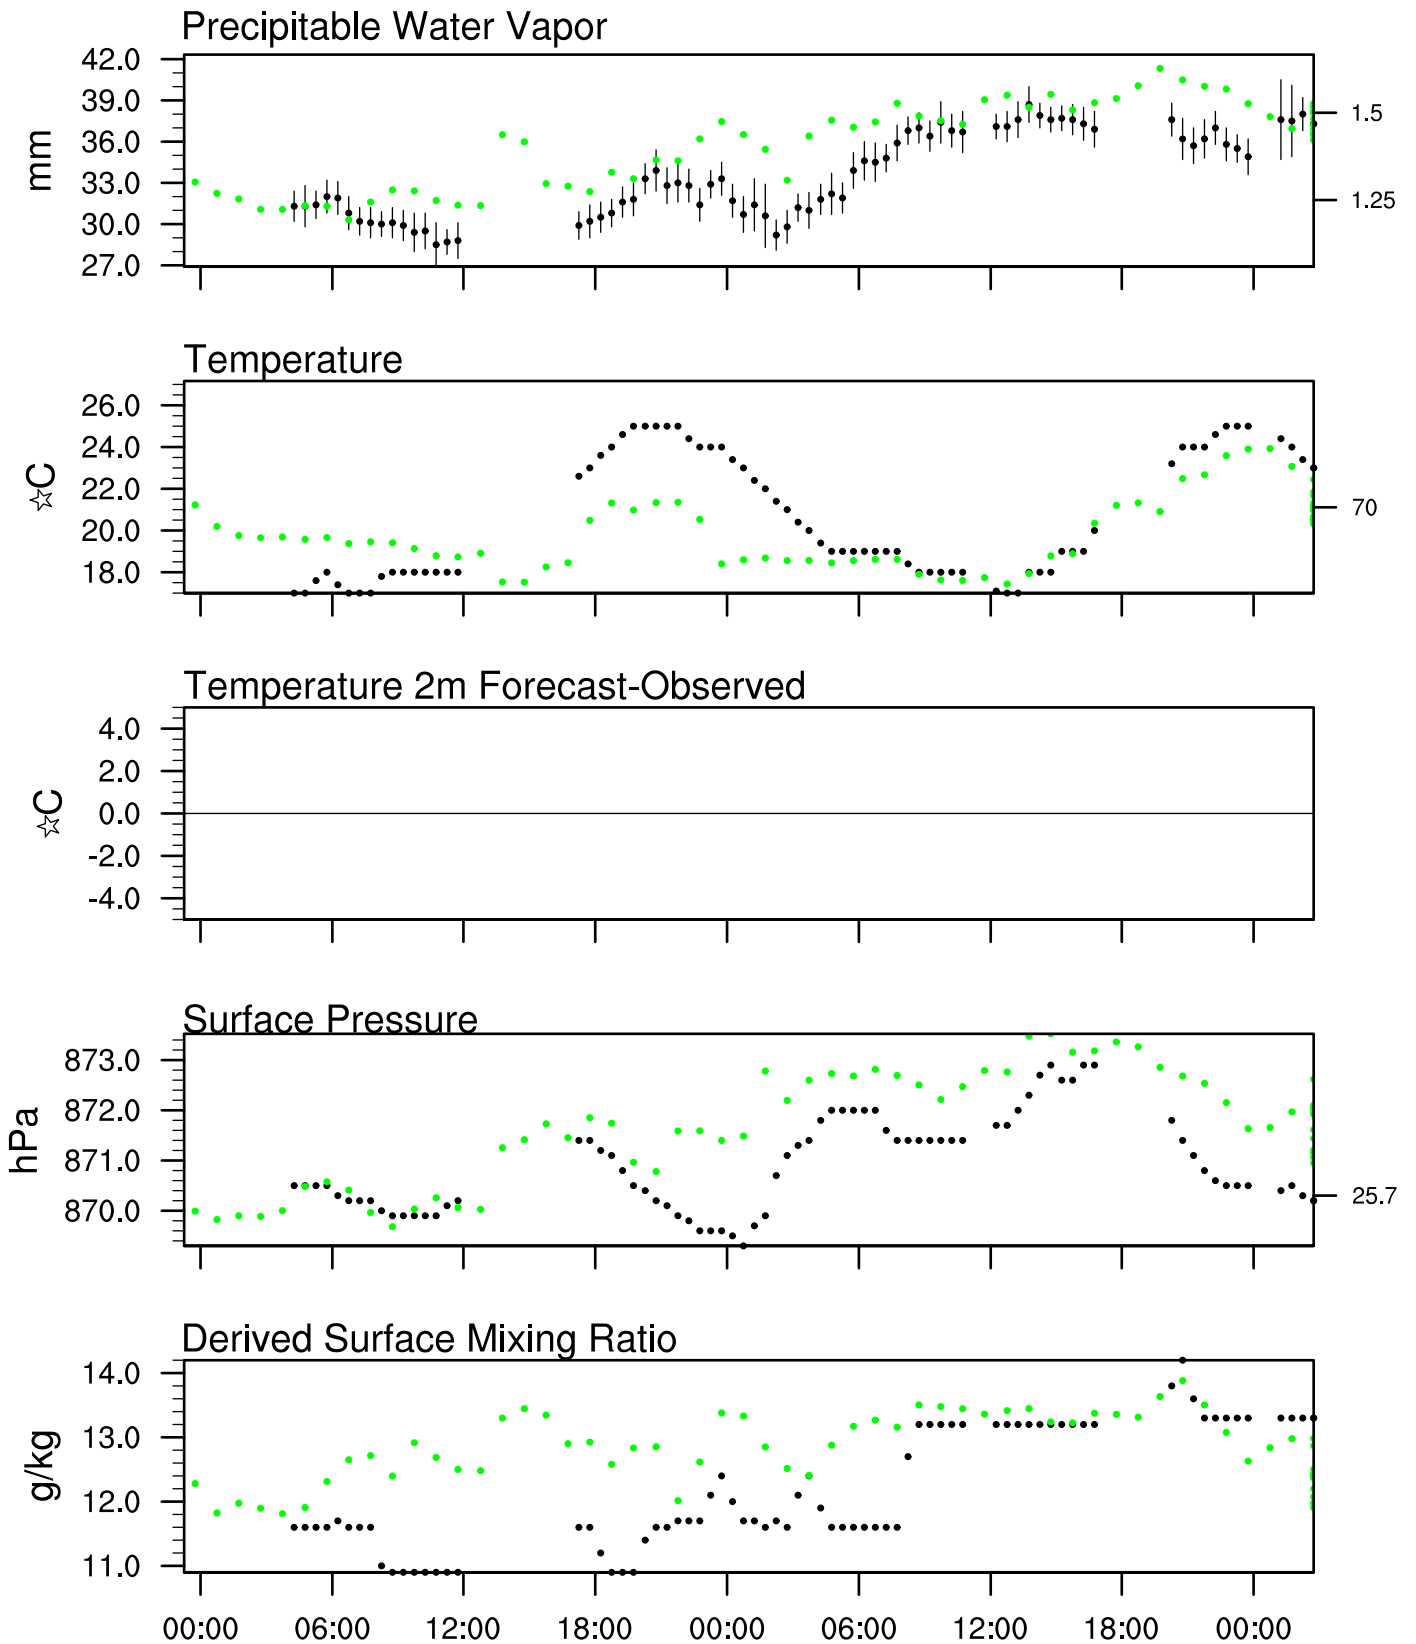 Precipitable Water Vapor
42.0
39.0
36.0
33.0
30.0
27.0
mm
1.5
1.25
Temperature
26.0
24.0
22.0
20.0
18.0
☆C
70
Temperature 2m Forecast-Observed
4.0
2.0
0.0
-2.0
-4.0
☆C
Surface Pressure
873.0
872.0
871.0
870.0
hPa
25.7
Derived Surface Mixing Ratio
14.0
13.0
12.0
11.0
g/kg
00:00 06:00 12:00 18:00 00:00 06:00 12:00 18:00 00:00